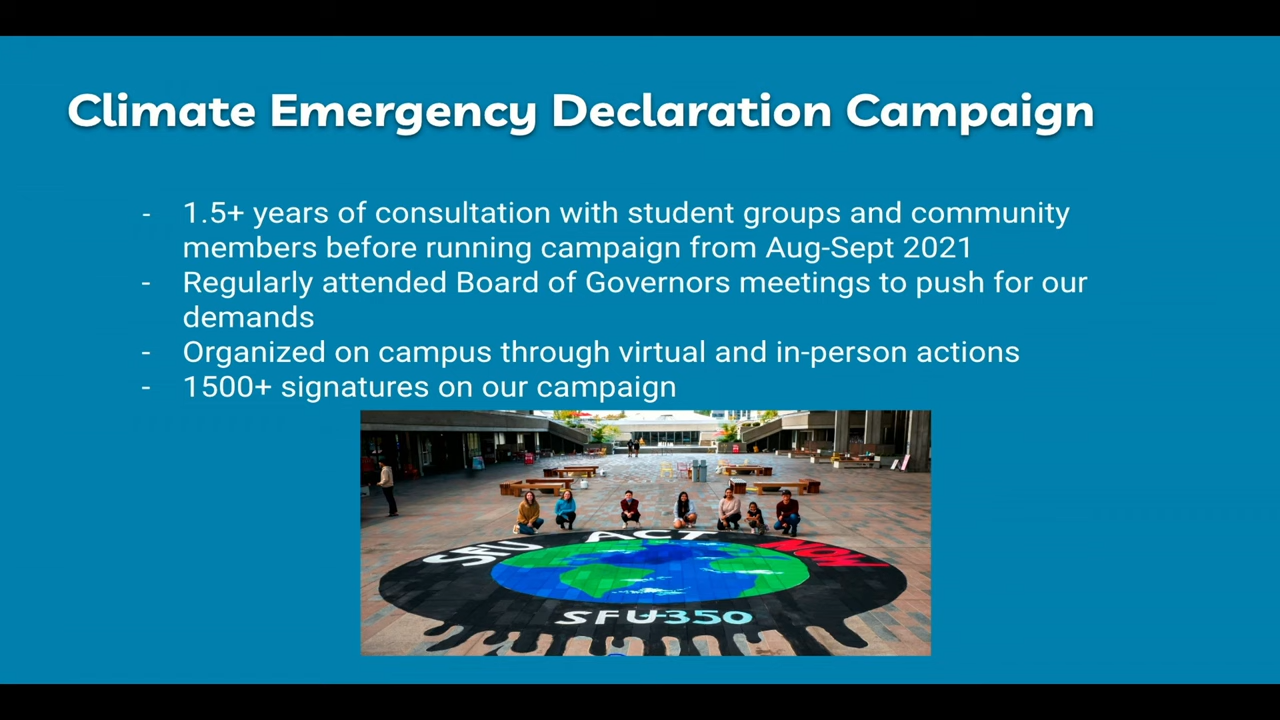 Climate Emergency Declaration Campaign
- 1.5+ years of consultation with student groups and community
members before running campaign from Aug-Sept 2021
- Regularly attended Board of Governors meetings to push for our
demands
- Organized on campus through virtual and in-person actions
- 1500+ signatures on our campaign
SFU ACT NOW
SFU350